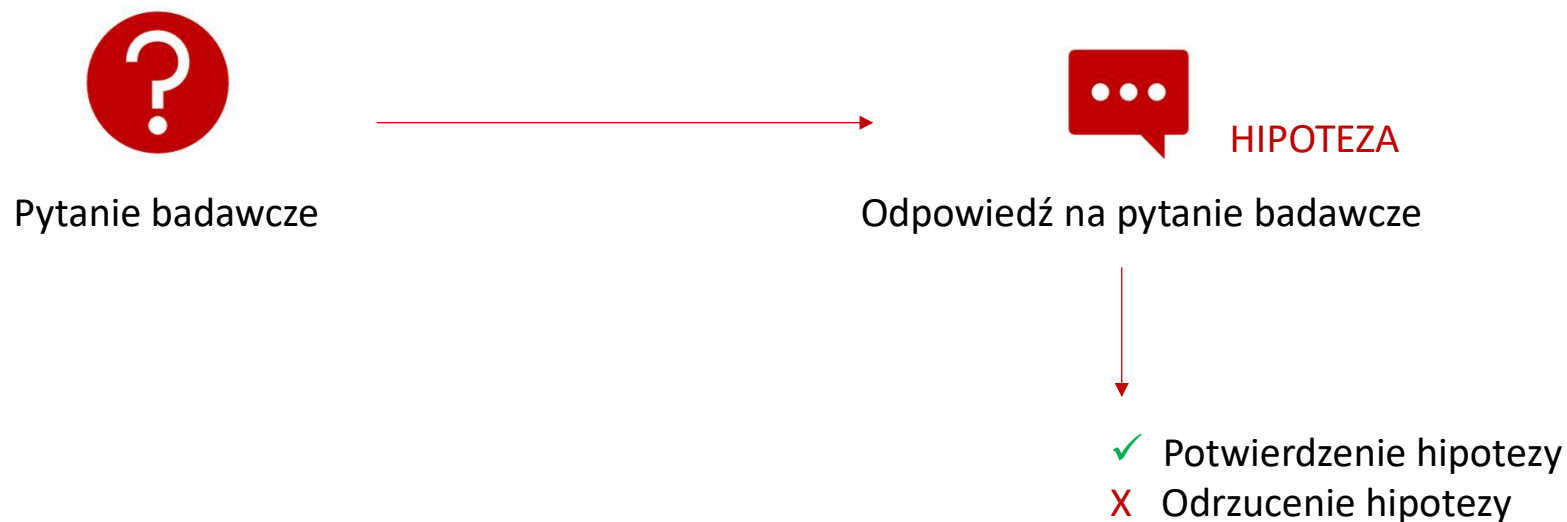 ?
HIPOTEZA
Pytanie badawcze
Odpowiedź na pytanie badawcze
✓ Potwierdzenie hipotezy
X Odrzucenie hipotezy